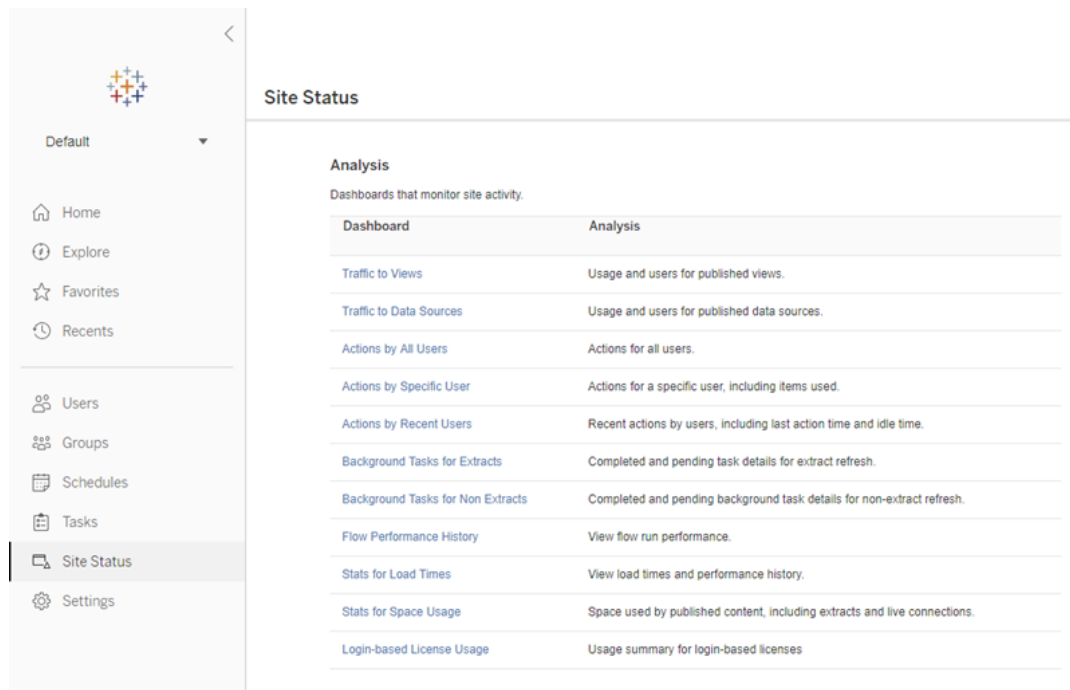 Default
Home
Explore
Favorites
Recents
Users
Groups
Schedules
Tasks
Site Status
Settings
Site Status
Analysis
Dashboards that monitor site activity.
Dashboard Analysis
Traffic to Views Usage and users for published views.
Traffic to Data Sources Usage and users for published data sources.
Actions by All Users Actions for all users.
Actions by Specific User Actions for a specific user, including items used.
Actions by Recent Users Recent actions by users, including last action time and idle time.
Background Tasks for Extracts Completed and pending task details for extract refresh.
Background Tasks for Non Extracts Completed and pending background task details for non-extract refresh.
Flow Performance History View flow run performance.
Stats for Load Times View load times and performance history.
Stats for Space Usage Space used by published content, including extracts and live connections.
Login-based License Usage Usage summary for login-based licenses